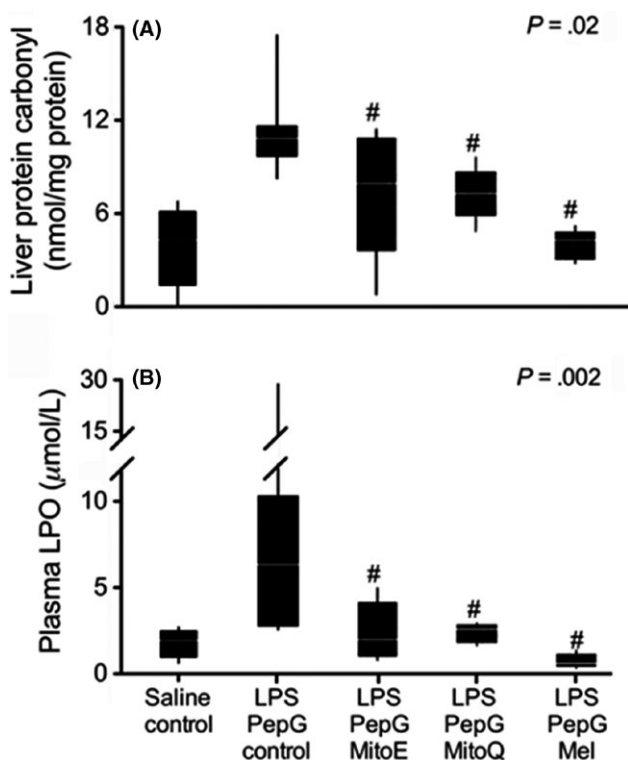 (A)
P = .02
Liver protein carbonyl
(nmol/mg protein)
18
12
6
0
#
#
#
(B)
P = .002
Plasma LPO (μmol/L)
30
15
10
5
0
#
#
#
Saline
control
LPS
PepG
control
LPS
PepG
MitoE
LPS
PepG
MitoQ
LPS
PepG
Mel